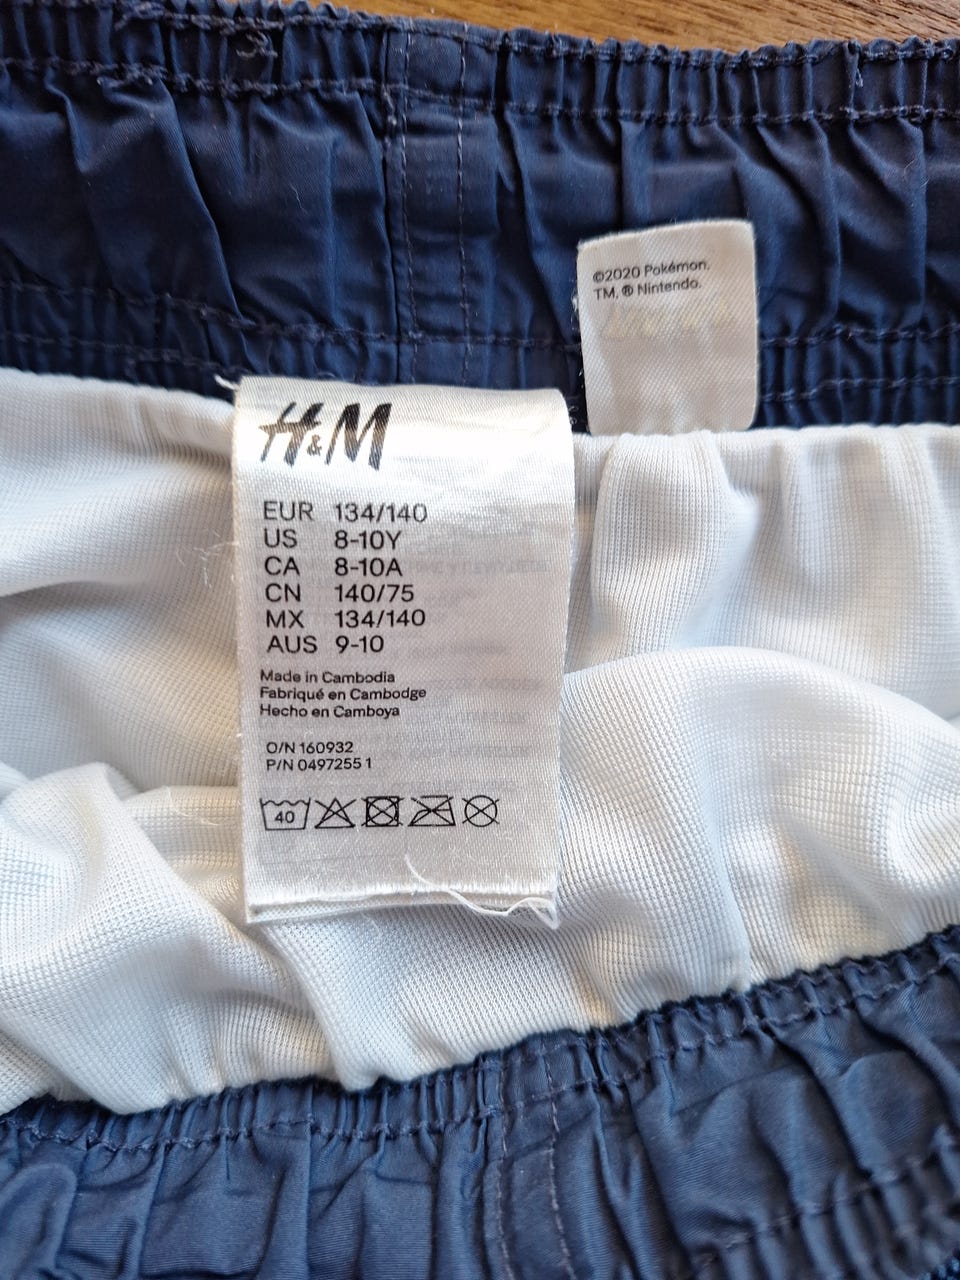 ©2020 Pokémon.
TM, ® Nintendo.
H&M
EUR 134/140
US 8-10Y
CA 8-10A
CN 140/75
MX 134/140
AUS 9-10
Made in Cambodia
Fabriqué en Cambodge
Hecho en Camboya
O/N 160932
P/N 0497255 1
40